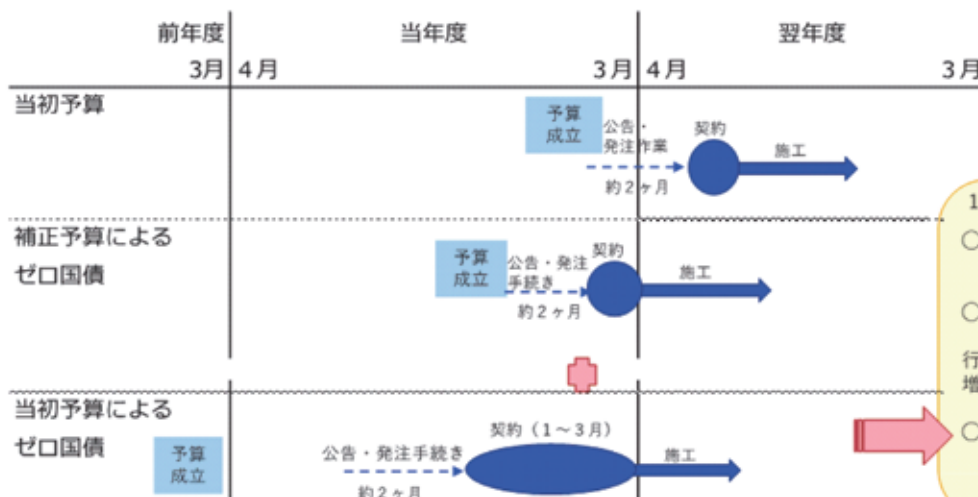 前年度
当年度
翌年度
3月
4月
3月
4月
3月
当初予算
予算
成立
公告・
発注作業
約2ヶ月
契約
施工
補正予算による
ゼロ国債
予算
成立
公告・発注
手続き
約2ヶ月
契約
施工
当初予算による
ゼロ国債
予算
成立
公告・発注手続き
約2ヶ月
契約(1～3月)
施工
1
○
○
行
増
○